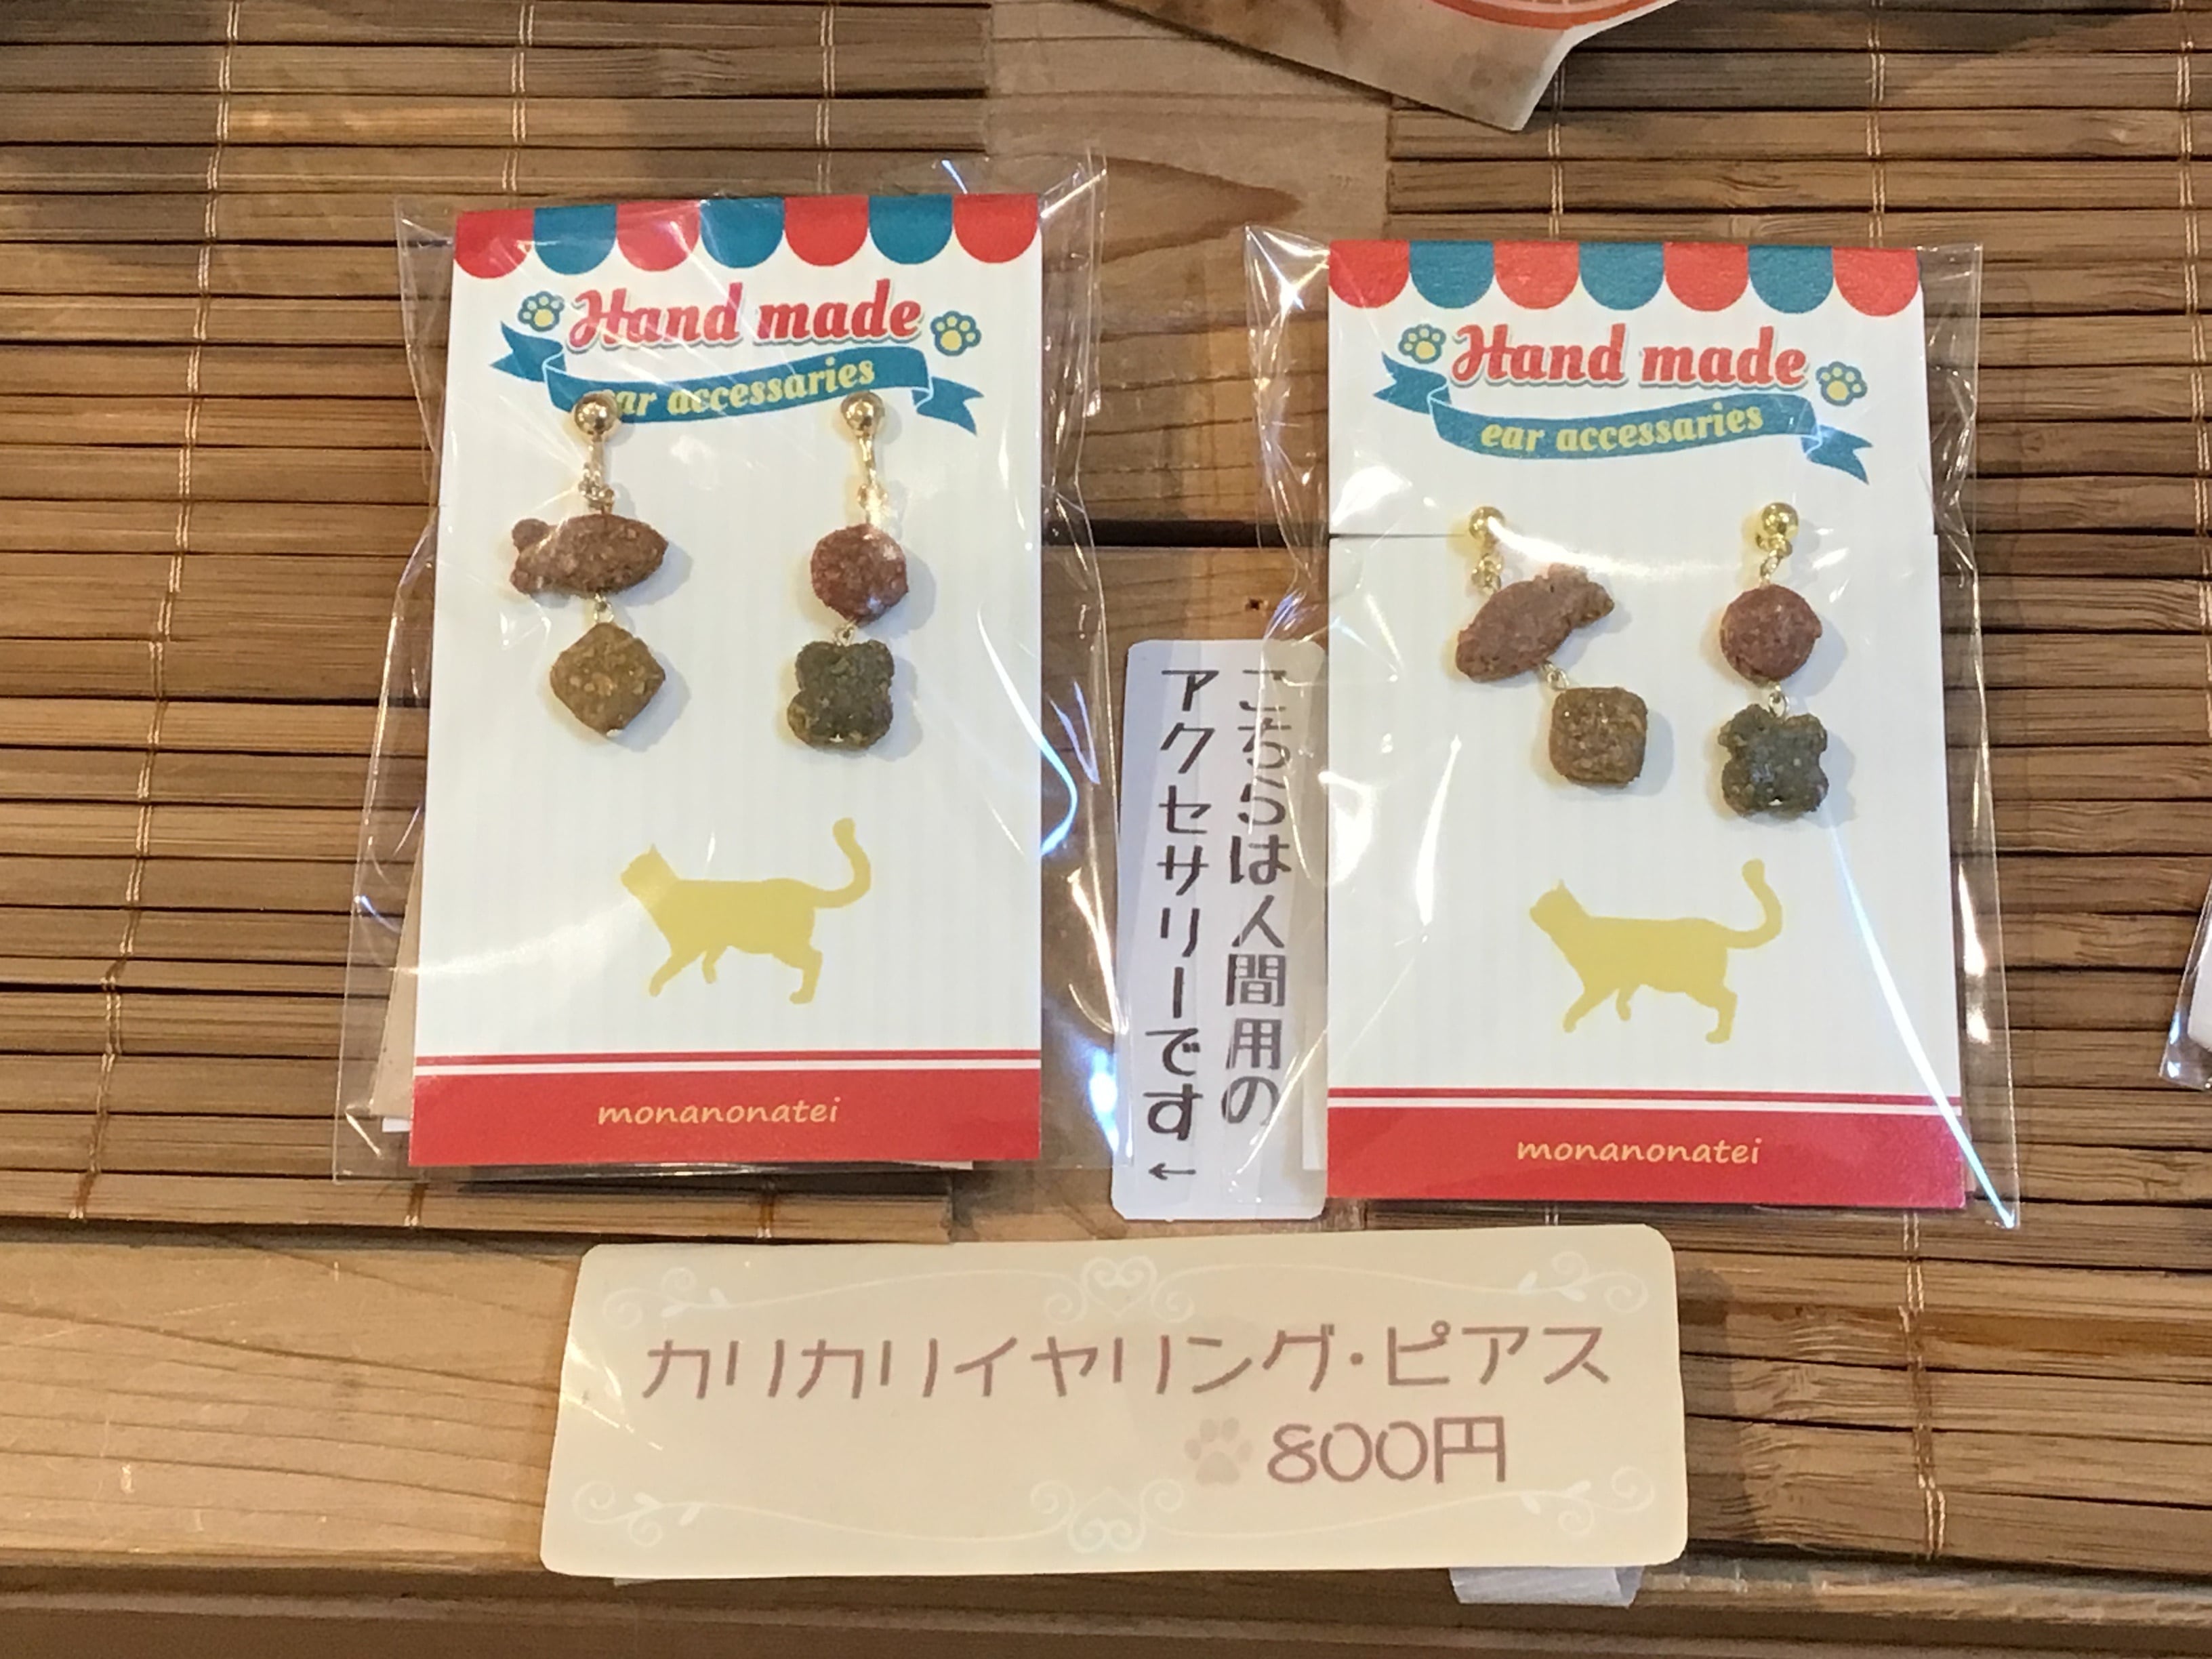 Hand made
ear accessaries
monanonatei
Hand made
ear accessaries
monanonatei
こちらは人間用の
アクセサリーです←
カリカリイヤリング・ピアス
800円